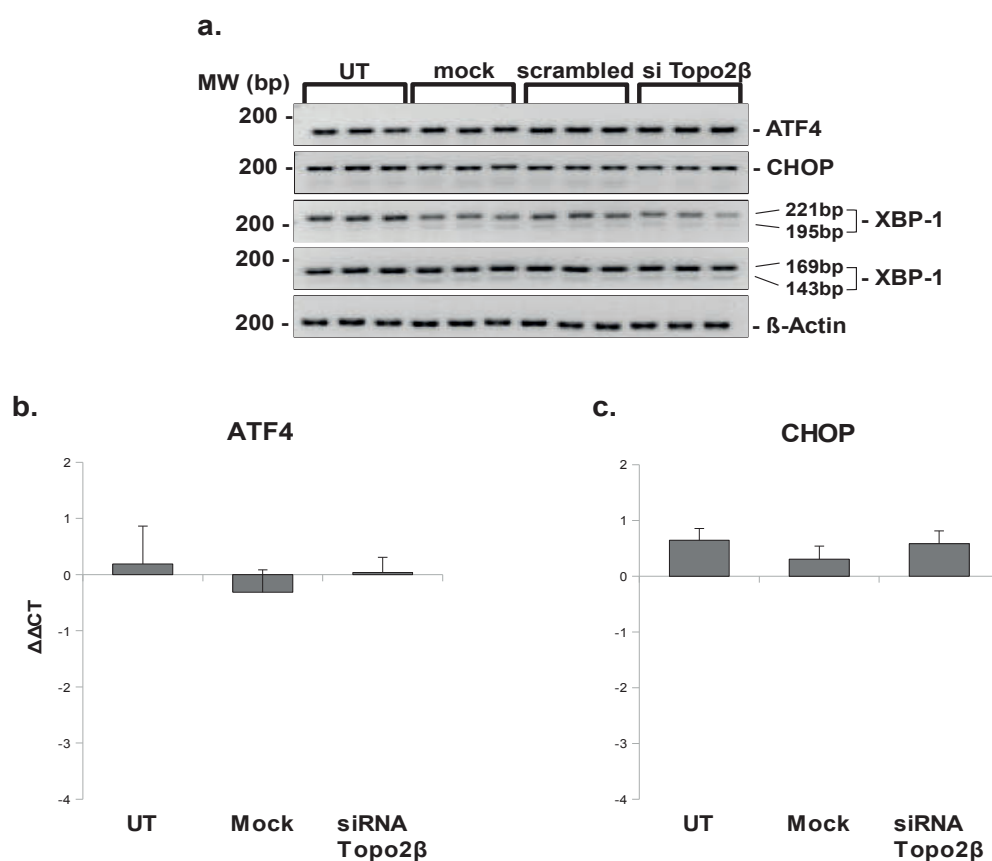 a.
UT mock scrambled si Topo2β
MW (bp)
200 - - ATF4
200 - - CHOP
221bp
200 - 195bp - XBP-1
200 - 169bp
143bp - XBP-1
200 - - ß-Actin
b.
ATF4
2
1
0
-1
-2
-3
-4
ΔΔCT
UT Mock siRNA
Topo2β
c.
CHOP
2
1
0
-1
-2
-3
-4
UT Mock siRNA
Topo2β